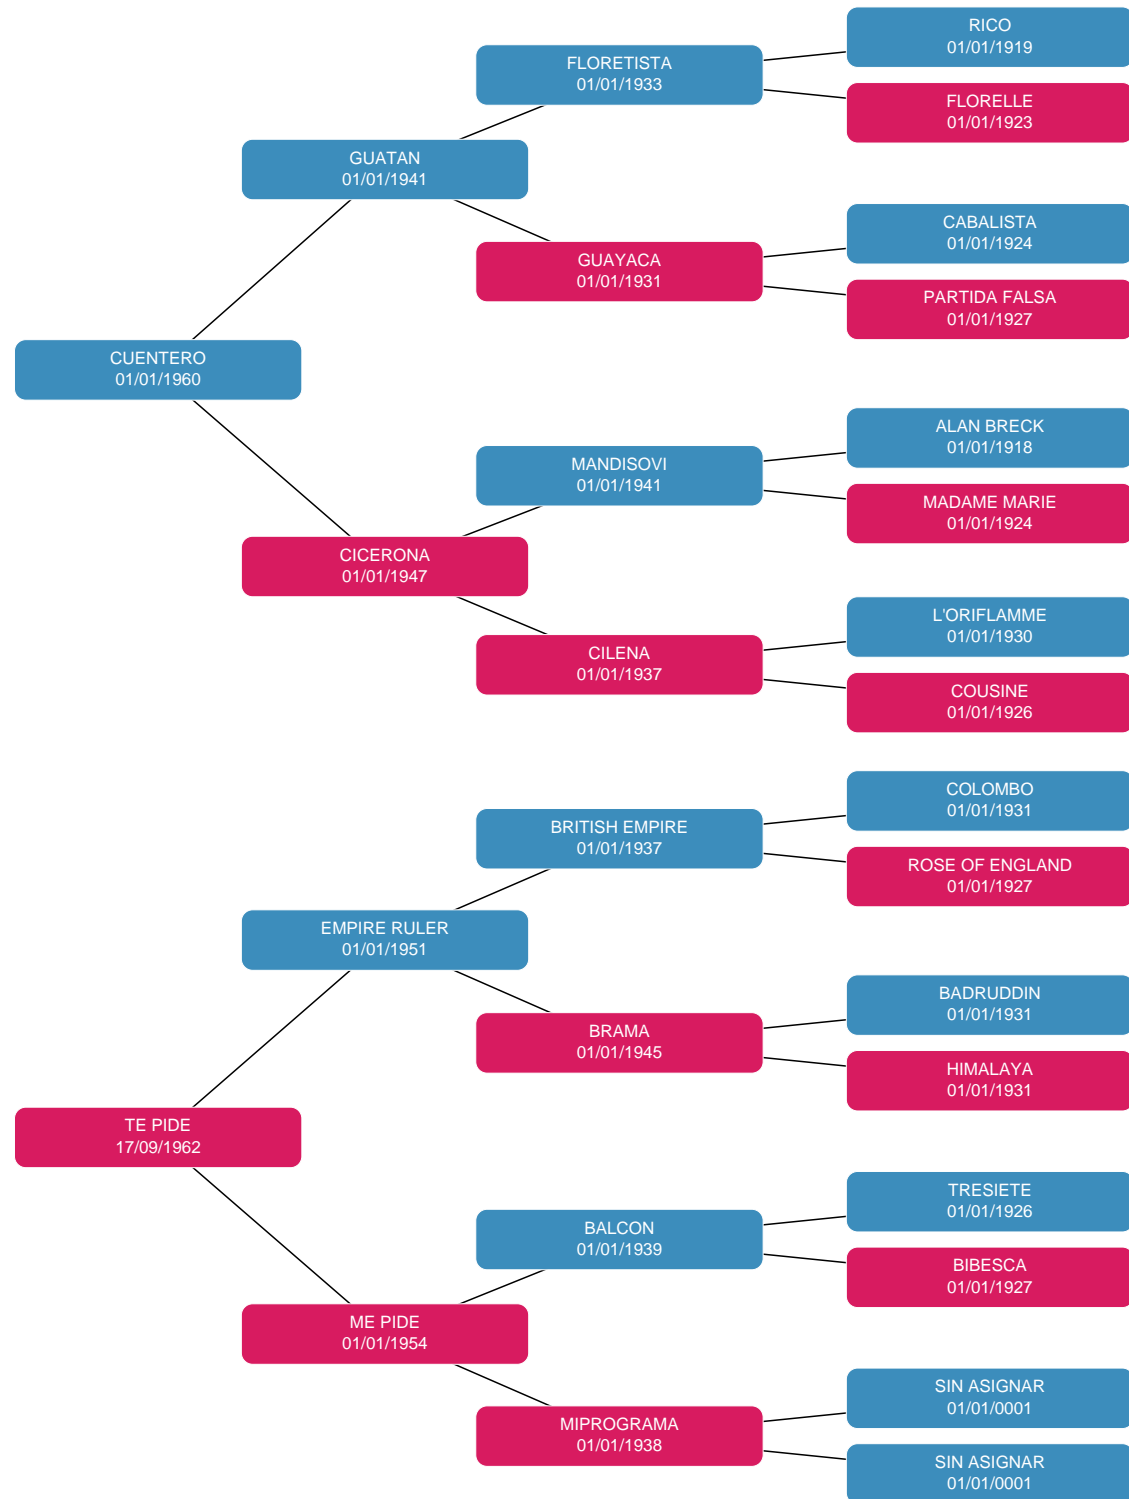 RICO
01/01/1919
FLORETISTA
01/01/1933
FLORELLE
01/01/1923
GUATAN
01/01/1941
CABALISTA
01/01/1924
GUAYACA
01/01/1931
PARTIDA FALSA
01/01/1927
CUENTERO
01/01/1960
ALAN BRECK
01/01/1918
MANDISOVI
01/01/1941
MADAME MARIE
01/01/1924
CICERONA
01/01/1947
L'ORIFLAMME
01/01/1930
CILENA
01/01/1937
COUSINE
01/01/1926
COLOMBO
01/01/1931
BRITISH EMPIRE
01/01/1937
ROSE OF ENGLAND
01/01/1927
EMPIRE RULER
01/01/1951
BADRUDDIN
01/01/1931
BRAMA
01/01/1945
HIMALAYA
01/01/1931
TE PIDE
17/09/1962
TRESIETE
01/01/1926
BALCON
01/01/1939
BIBESCA
01/01/1927
ME PIDE
01/01/1954
SIN ASIGNAR
01/01/0001
MIPROGRAMA
01/01/1938
SIN ASIGNAR
01/01/0001